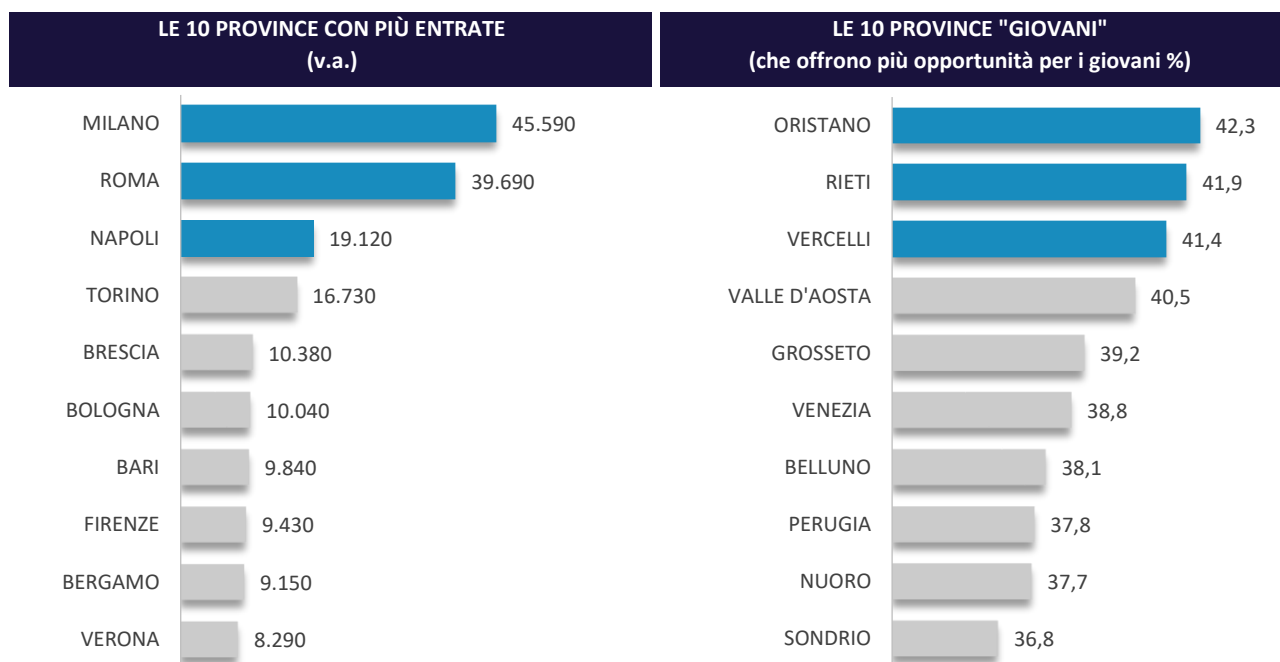 LE 10 PROVINCE CON PIÙ ENTRATE
(v.a.)
MILANO 45.590
ROMA 39.690
NAPOLI 19.120
TORINO 16.730
BRESCIA 10.380
BOLOGNA 10.040
BARI 9.840
FIRENZE 9.430
BERGAMO 9.150
VERONA 8.290
LE 10 PROVINCE "GIOVANI"
(che offrono più opportunità per i giovani %)
ORISTANO 42,3
RIETI 41,9
VERCELLI 41,4
VALLE D'AOSTA 40,5
GROSSETO 39,2
VENEZIA 38,8
BELLUNO 38,1
PERUGIA 37,8
NUORO 37,7
SONDRIO 36,8